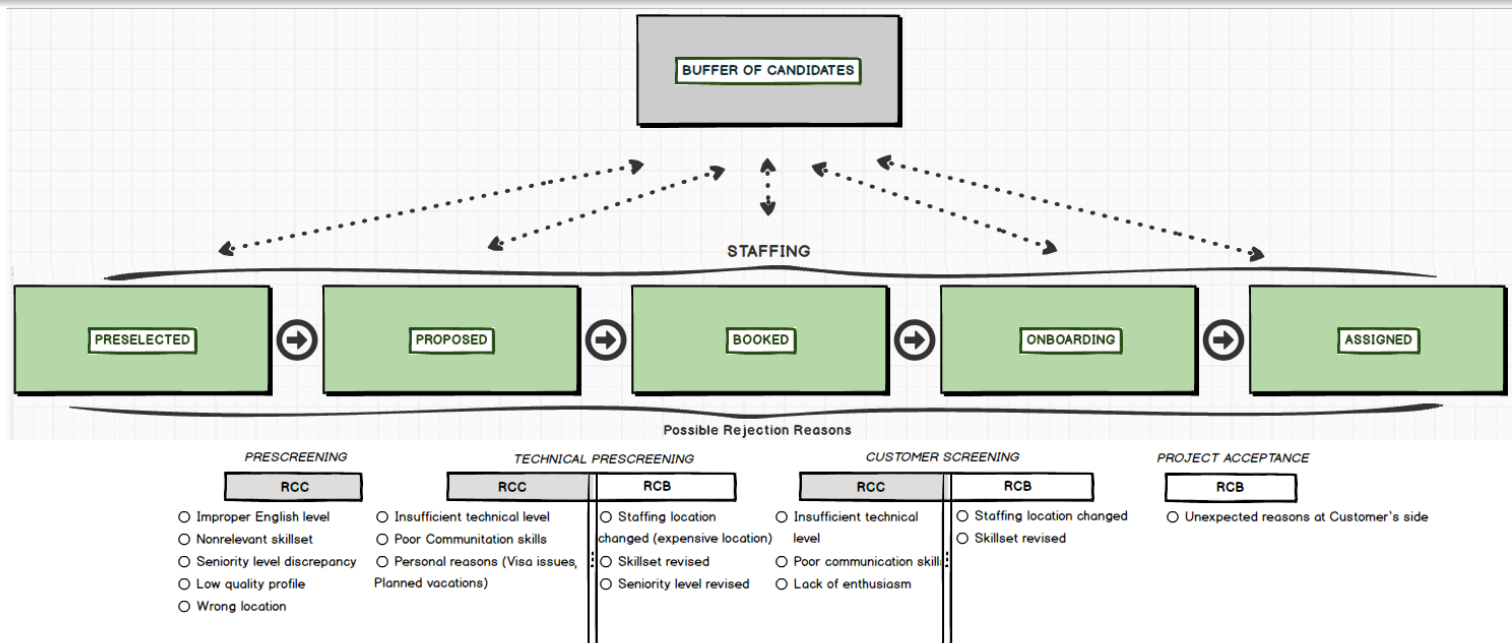 BUFFER OF CANDIDATES
STAFFING
PRESELECTED
PROPOSED
BOOKED
ONBOARDING
ASSIGNED
Possible Rejection Reasons
PRESCREENING
RCC
Improper English level
Nonrelevant skillset
Seniority level discrepancy
Low quality profile
Wrong location
TECHNICAL PRESCREENING
RCC
Insufficient technical level
Poor Communitation skills
Personal reasons (Visa issues,
Planned vacations)
RCB
Staffing location
changed (expensive location)
Skillset revised
Seniority level revised
CUSTOMER SCREENING
RCC
Insufficient technical
level
Poor communication skill
Lack of enthusiasm
RCB
Staffing location changed
Skillset revised
PROJECT ACCEPTANCE
RCB
Unexpected reasons at Customer's side